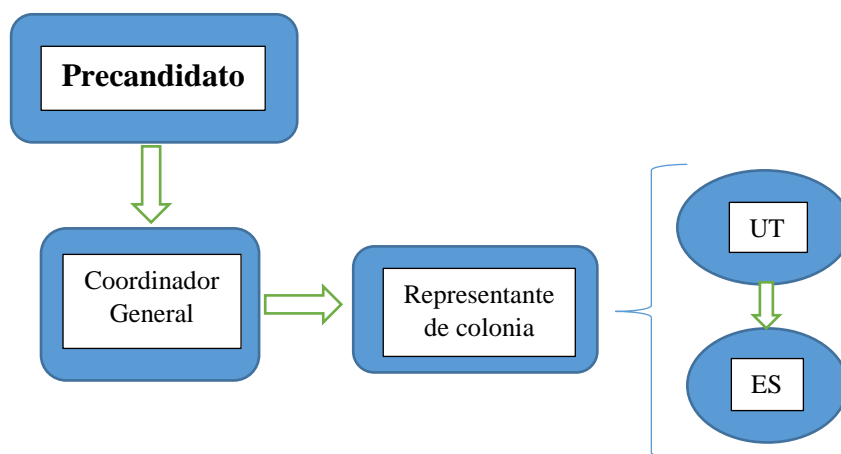 Precandidato
Coordinador
General
Representante
de colonia
UT
ES